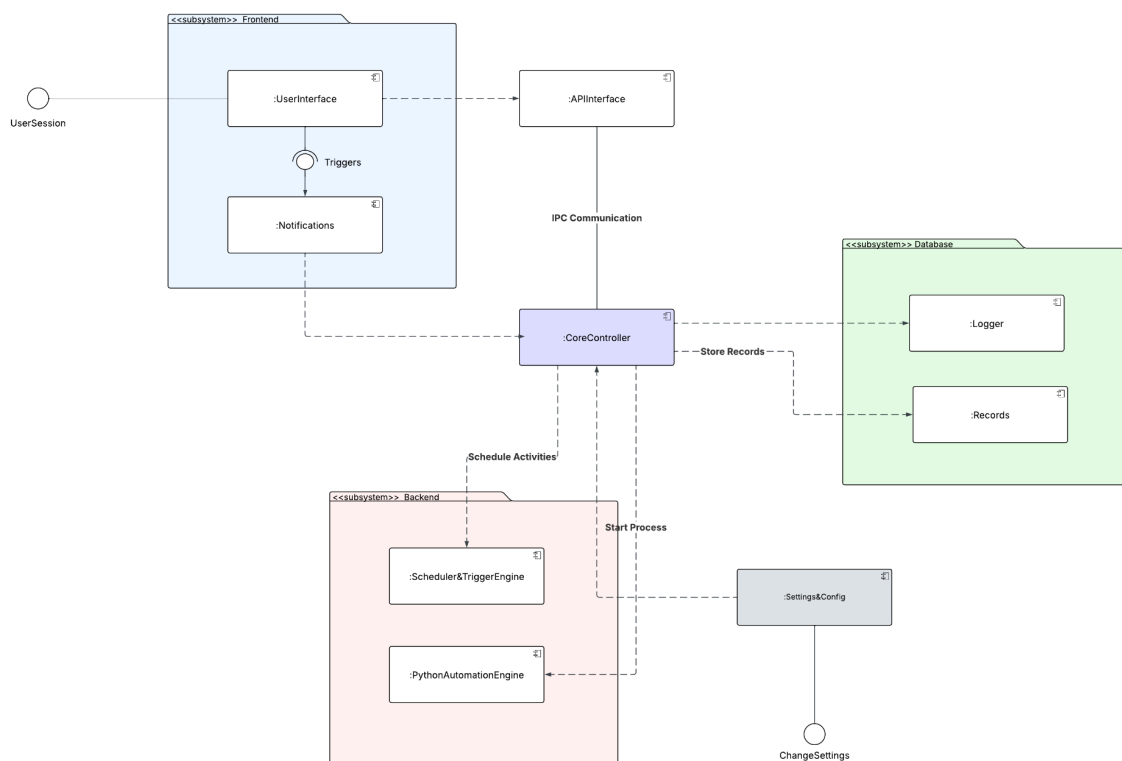 <<subsystem>> Frontend
:UserInterface
:APIInterface
UserSession
Triggers
:Notifications
IPC Communication
<<subsystem>> Database
:Logger
:CoreController
Store Records
:Records
Schedule Activities
<<subsystem>> Backend
Start Process
:Scheduler&TriggerEngine
:Settings&Config
:PythonAutomationEngine
ChangeSettings